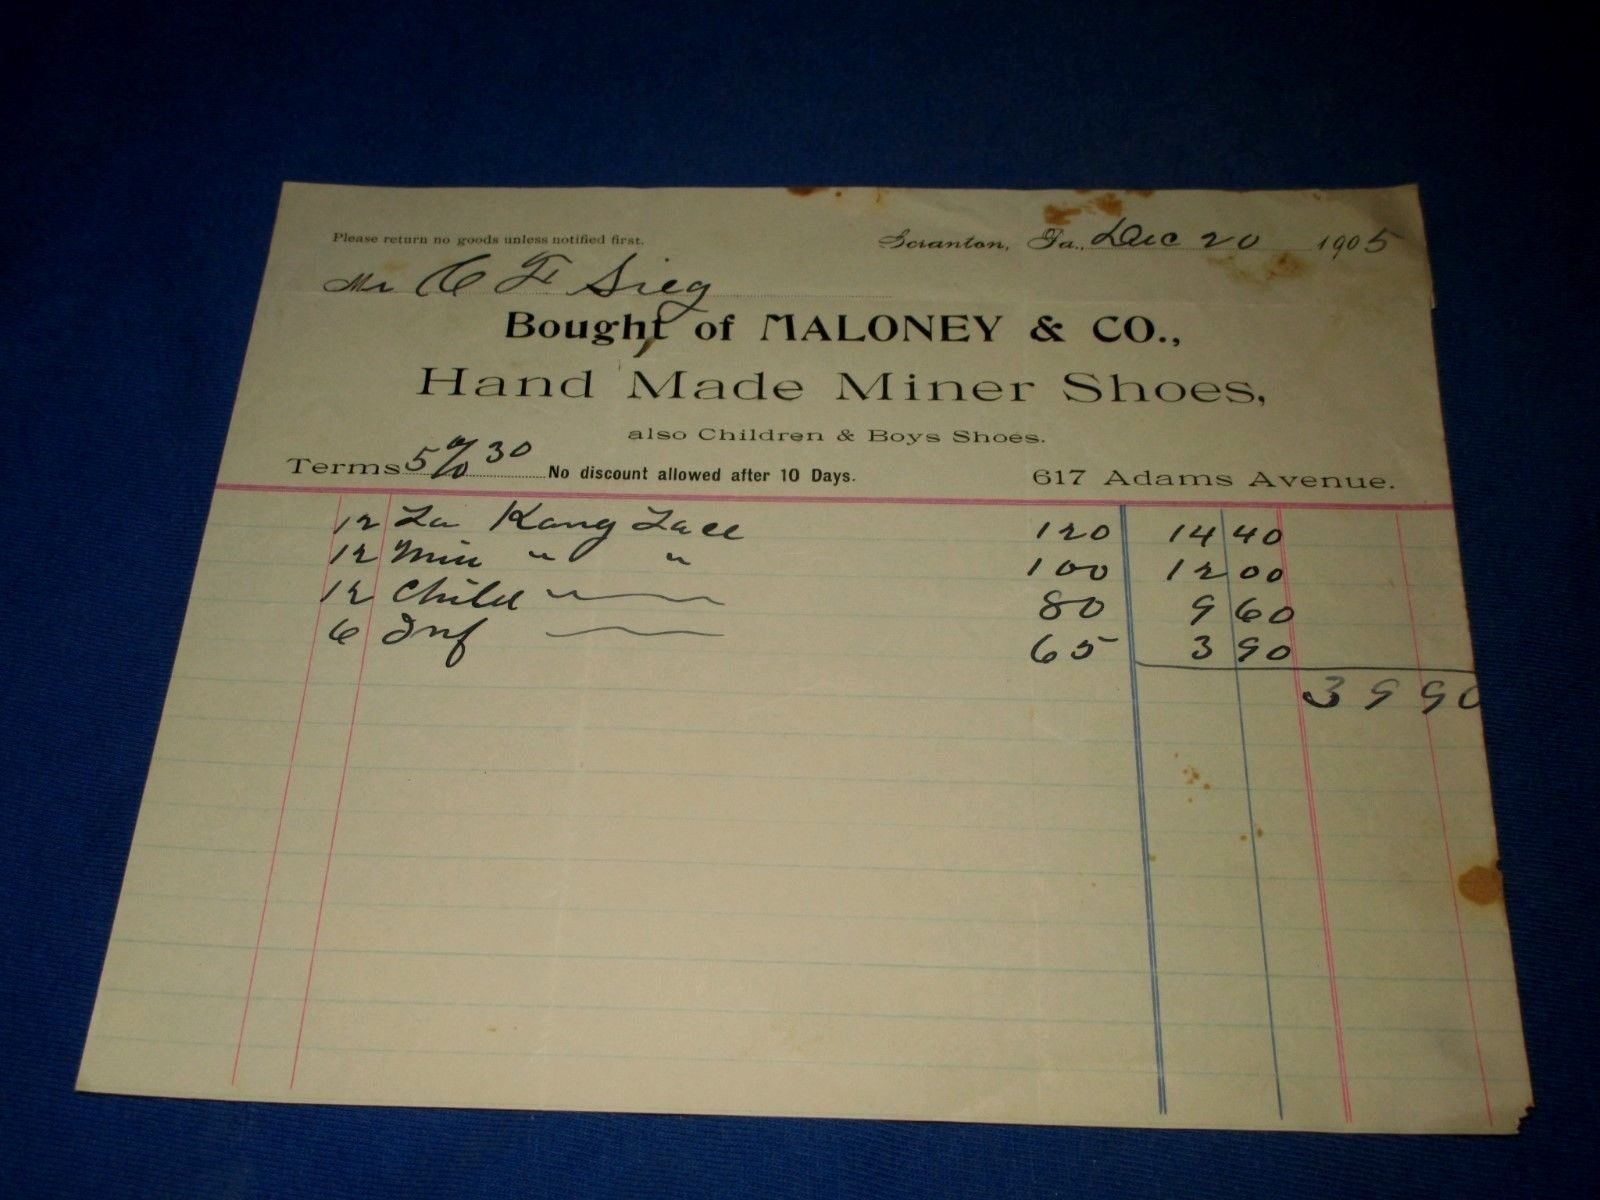 Please return no goods unless notified first.
Scranton, Pa., Dec 20 1905
Mr C F Sieg
Bought of MALONEY & CO.,
Hand Made Miner Shoes,
also Children & Boys Shoes.
Terms 5% 30 No discount allowed after 10 Days. 617 Adams Avenue.
12 La Kang Lace 120 14 40
12 Min " " 100 12 00
12 Child " 80 9 60
6 Inf 65 3 90
39 90